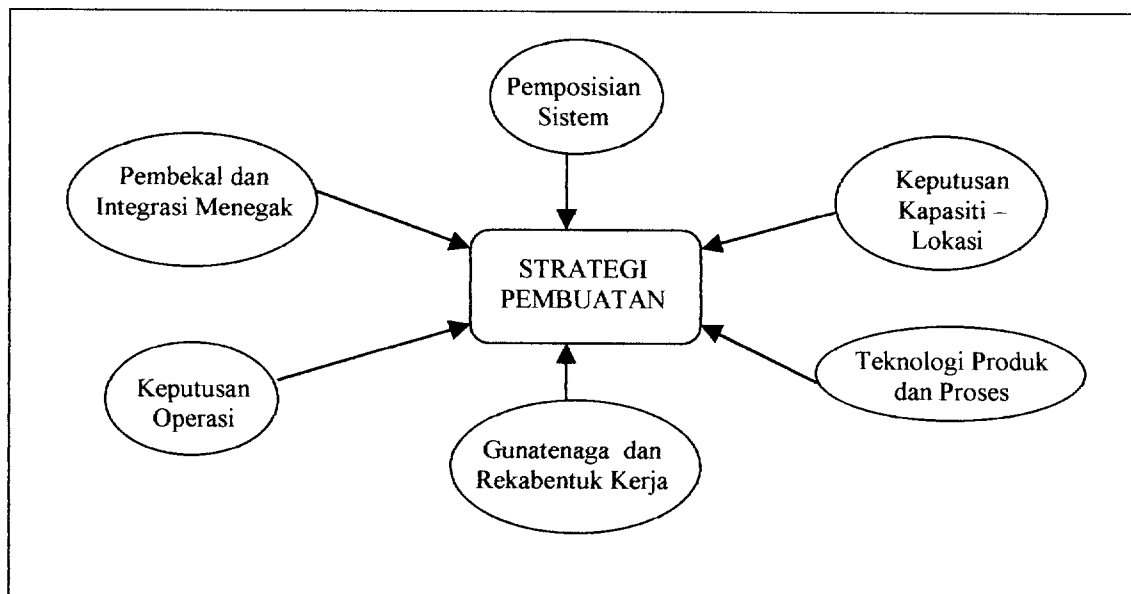 Pemposisian
Sistem
Pembekal dan
Integrasi Menegak
Keputusan
Kapasiti –
Lokasi
STRATEGI
PEMBUATAN
Keputusan
Operasi
Teknologi Produk
dan Proses
Gunatenaga dan
Rekabentuk Kerja